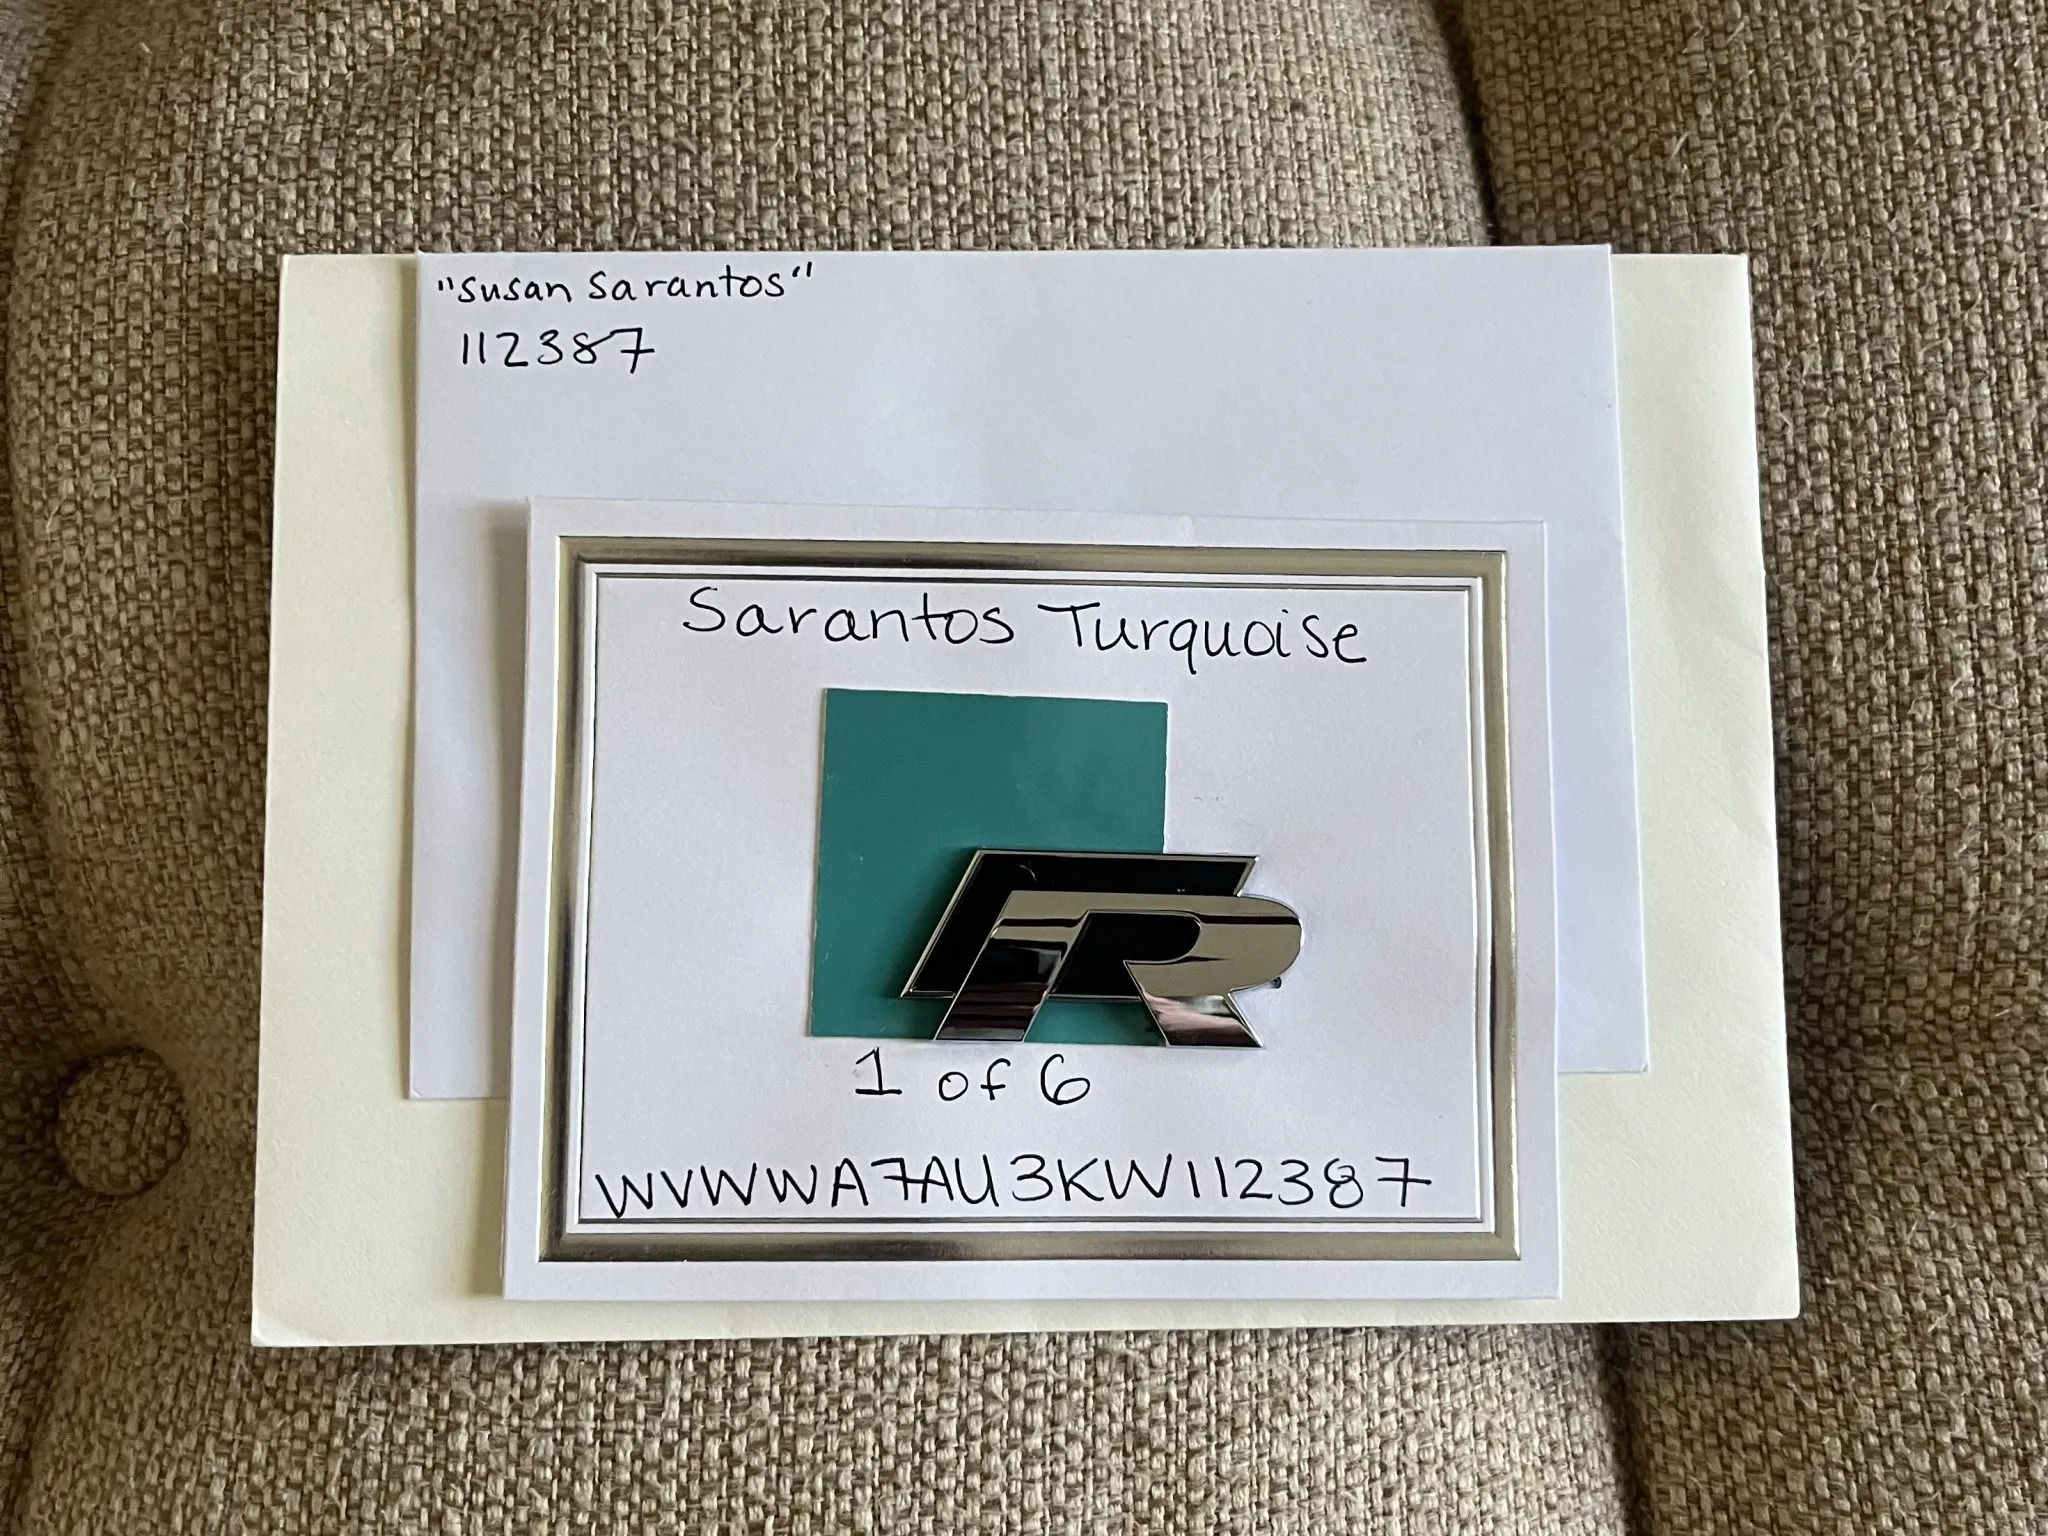 "Susan Sarantos"
112387
Sarantos Turquoise
R
1 of 6
WVWWA7AU3KW112387